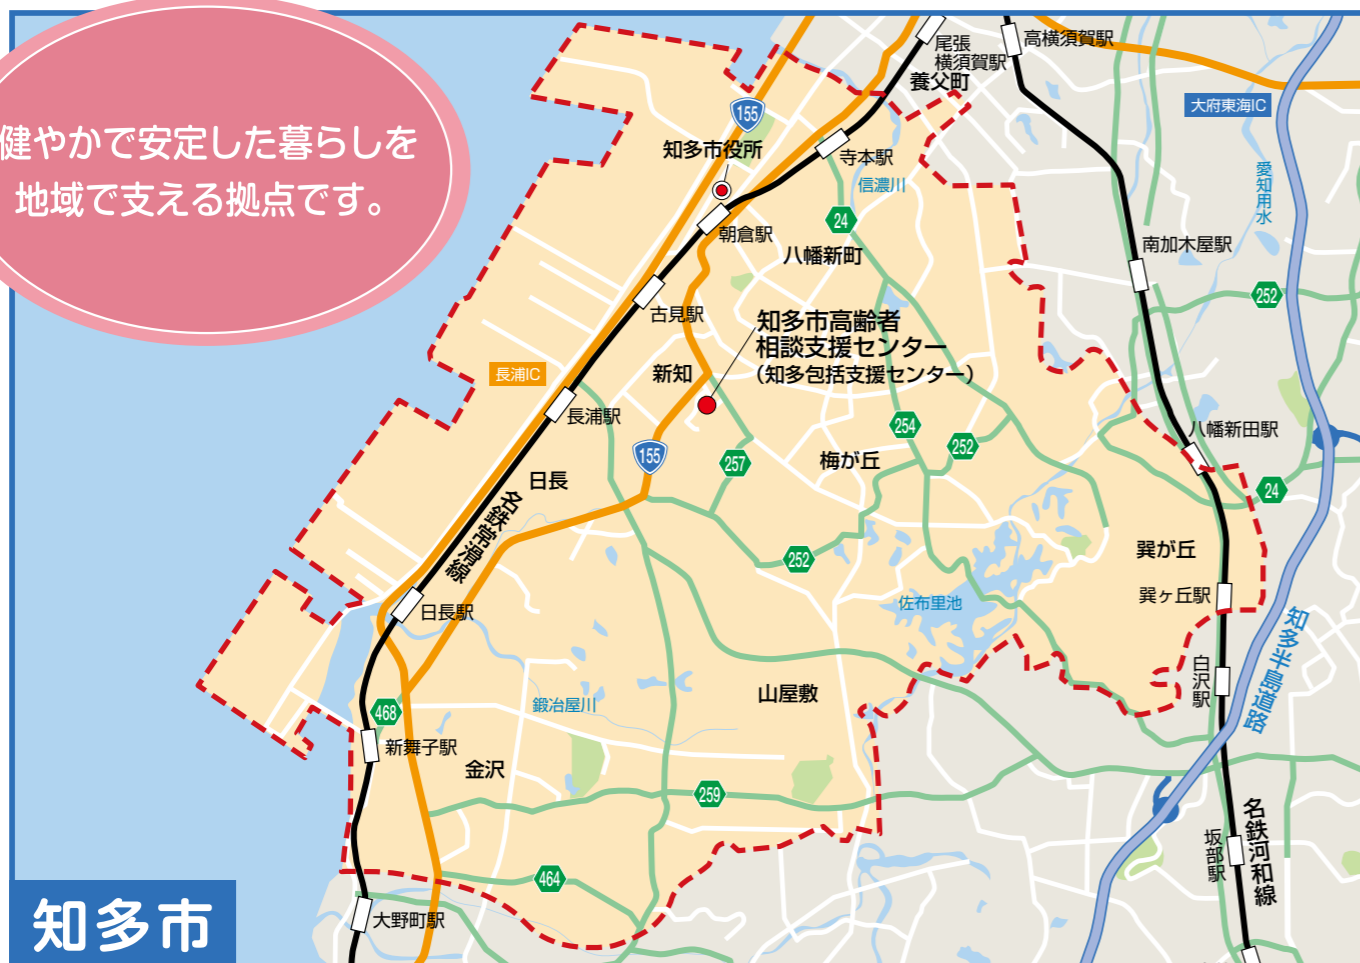 健やかで安定した暮らしを
地域で支える拠点です。
尾張
横須賀駅
高横須賀駅
養父町
大府東海IC
155
知多市役所
寺本駅
信濃川
愛知用水
24
朝倉駅
八幡新町
南加木屋駅
252
古見駅
知多市高齢者
相談支援センター
（知多包括支援センター）
新知
長浦IC
長浦駅
254
252
八幡新田駅
155
257
梅が丘
日長
24
名鉄常滑線
252
巽が丘
佐布里池
巽ヶ丘駅
日長駅
知多半島道路
白沢駅
山屋敷
468
鍛冶屋川
新舞子駅
金沢
259
名鉄河和線
坂部駅
464
大野町駅
知多市